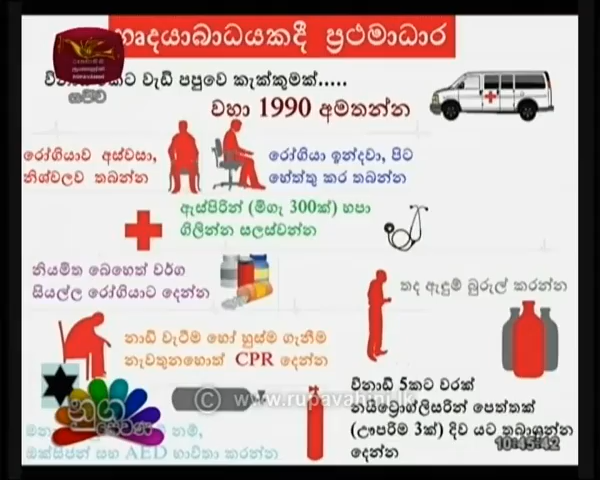 හෘදයාබාධයකදී ප්‍රථමාධාර
වැඩි පපුවෙ කැක්කුමක්.....
වහා 1990 අමතන්න
රෝගියාව අස්වසා,
නිශ්චලව තබන්න
රෝගියා ඉන්දවා, පිට
හේත්තු කර තබන්න
ඇස්පිරින් (මිගෑ 300ක්) හපා
ගිලින්න සලස්වන්න
නියමිත බෙහෙත් වර්ග
සියල්ල රෝගියාට දෙන්න
තද ඇඳුම් බුරුල් කරන්න
නාඩි වැටීම හෝ හුස්ම ගැනීම
නැවතුනහොත් CPR දෙන්න
විනාඩි 5කට වරක්
නයිට්‍රොග්ලිසරින් පෙත්තක්
(උපරිම 3ක්) දිව යට තබාගන්න
දෙන්න
නම්,
ඔක්සිජන් සහ AED භාවිතා කරන්න
© www.rupavahini.lk
10:45:42